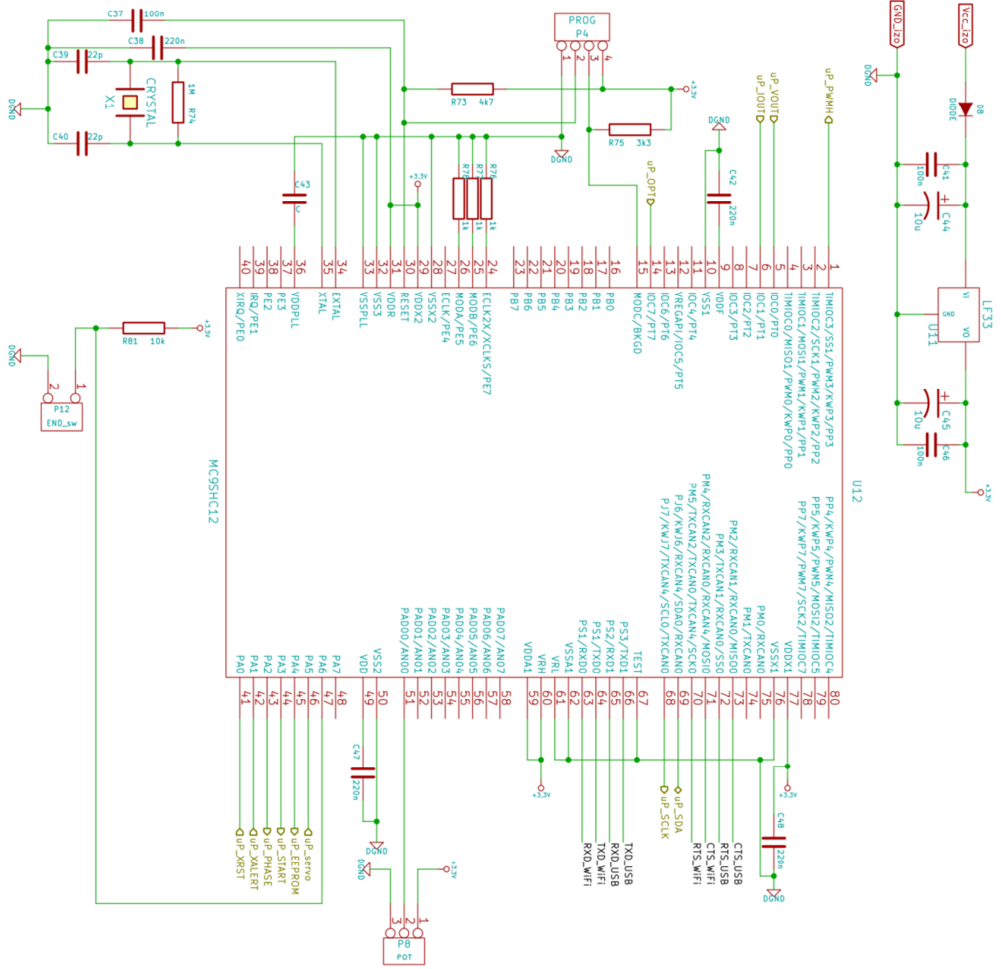 GND_izo
Vcc_izo
DGND
D8
DIODE
C41
100n
C44
10u
LF33
VI
GND
VO
U11
C45
10u
C46
100n
+3.3V
C37
100n
C38
220n
C39
22p
CRYSTAL
X1
1M
R74
C40
22p
DGND
PROG
P4
1
2
3
4
R73
4k7
+3.3V
R75
3k3
DGND
C43
C
+3.3V
R78
1k
R77
1k
R76
1k
uP_OPT
DGND
C42
220n
uP_IOUT
uP_VOUT
uP_PWMH
40
39
38
37
36
35
34
33
32
31
30
29
28
27
26
25
24
23
22
21
20
19
18
17
16
15
14
13
12
11
10
9
8
7
6
5
4
3
2
1
XIRQ/PE0
IRQ/PE1
PE2
PE3
VDDPLL
XTAL
EXTAL
VSSPLL
VSS3
VDDR
RESET
VDDX2
VSSX2
ECLK/PE4
MODA/PE5
MODB/PE6
ECLK2X/XCLKS/PE7
PB7
PB6
PB5
PB4
PB3
PB2
PB1
PB0
MODC/BKGD
IOC7/PT7
IOC6/PT6
VREGAPI/IOC5/PT5
IOC4/PT4
VSS1
VDDF
IOC3/PT3
IOC2/PT2
IOC1/PT1
IOC0/PT0
TIMIOC0/MISO1/PWM0/KWP0/PP0
TIMIOC1/MOSI1/PWM1/KWP1/PP1
TIMIOC2/SCK1/PWM2/KWP2/PP2
TIMIOC3/SS1/PWM3/KWP3/PP3
MC9SHC12
U12
R81
10k
+3.3V
DGND
2
1
P12
END_sw
PA0
PA1
PA2
PA3
PA4
PA5
PA6
PA7
VDD
VSS2
PAD00/AN00
PAD01/AN01
PAD02/AN02
PAD03/AN03
PAD04/AN04
PAD05/AN05
PAD06/AN06
PAD07/AN07
VDDA1
VRH
VRL
VSSA1
PS1/RXD0
PS1/TXD0
PS2/RXD1
PS3/TXD1
TEST
PJ7/KWJ7/TXCAN4/SCL0/TXCAN0
PJ6/KWJ6/RXCAN4/SDA0/RXCAN0
PM5/TXCAN2/TXCAN0/TXCAN4/SCK0
PM4/RXCAN2/RXCAN0/RXCAN4/MOSI0
PM3/TXCAN1/RXCAN0/SS0
PM2/RXCAN1/RXCAN0/MISO0
PM1/TXCAN0
PM0/RXCAN0
VSSX1
VDDX1
PP7/KWP7/PWM7/SCK2/TIMIOC7
PP5/KWP5/PWM5/MOSI2/TIMIOC5
PP4/KWP4/PWM4/MISO2/TIMIOC4
41
42
43
44
45
46
47
48
49
50
51
52
53
54
55
56
57
58
59
60
61
62
63
64
65
66
67
68
69
70
71
72
73
74
75
76
77
78
79
80
uP_XRST
uP_XALERT
uP_PHASE
uP_START
uP_EEPROM
uP_servo
C47
220n
DGND
DGND
+3.3V
3
2
1
P8
POT
+3.3V
RXD_WiFi
TXD_WiFi
RXD_USB
TXD_USB
uP_SCLK
uP_SDA
RTS_WiFi
CTS_WiFi
RTS_USB
CTS_USB
+3.3V
C48
220n
DGND